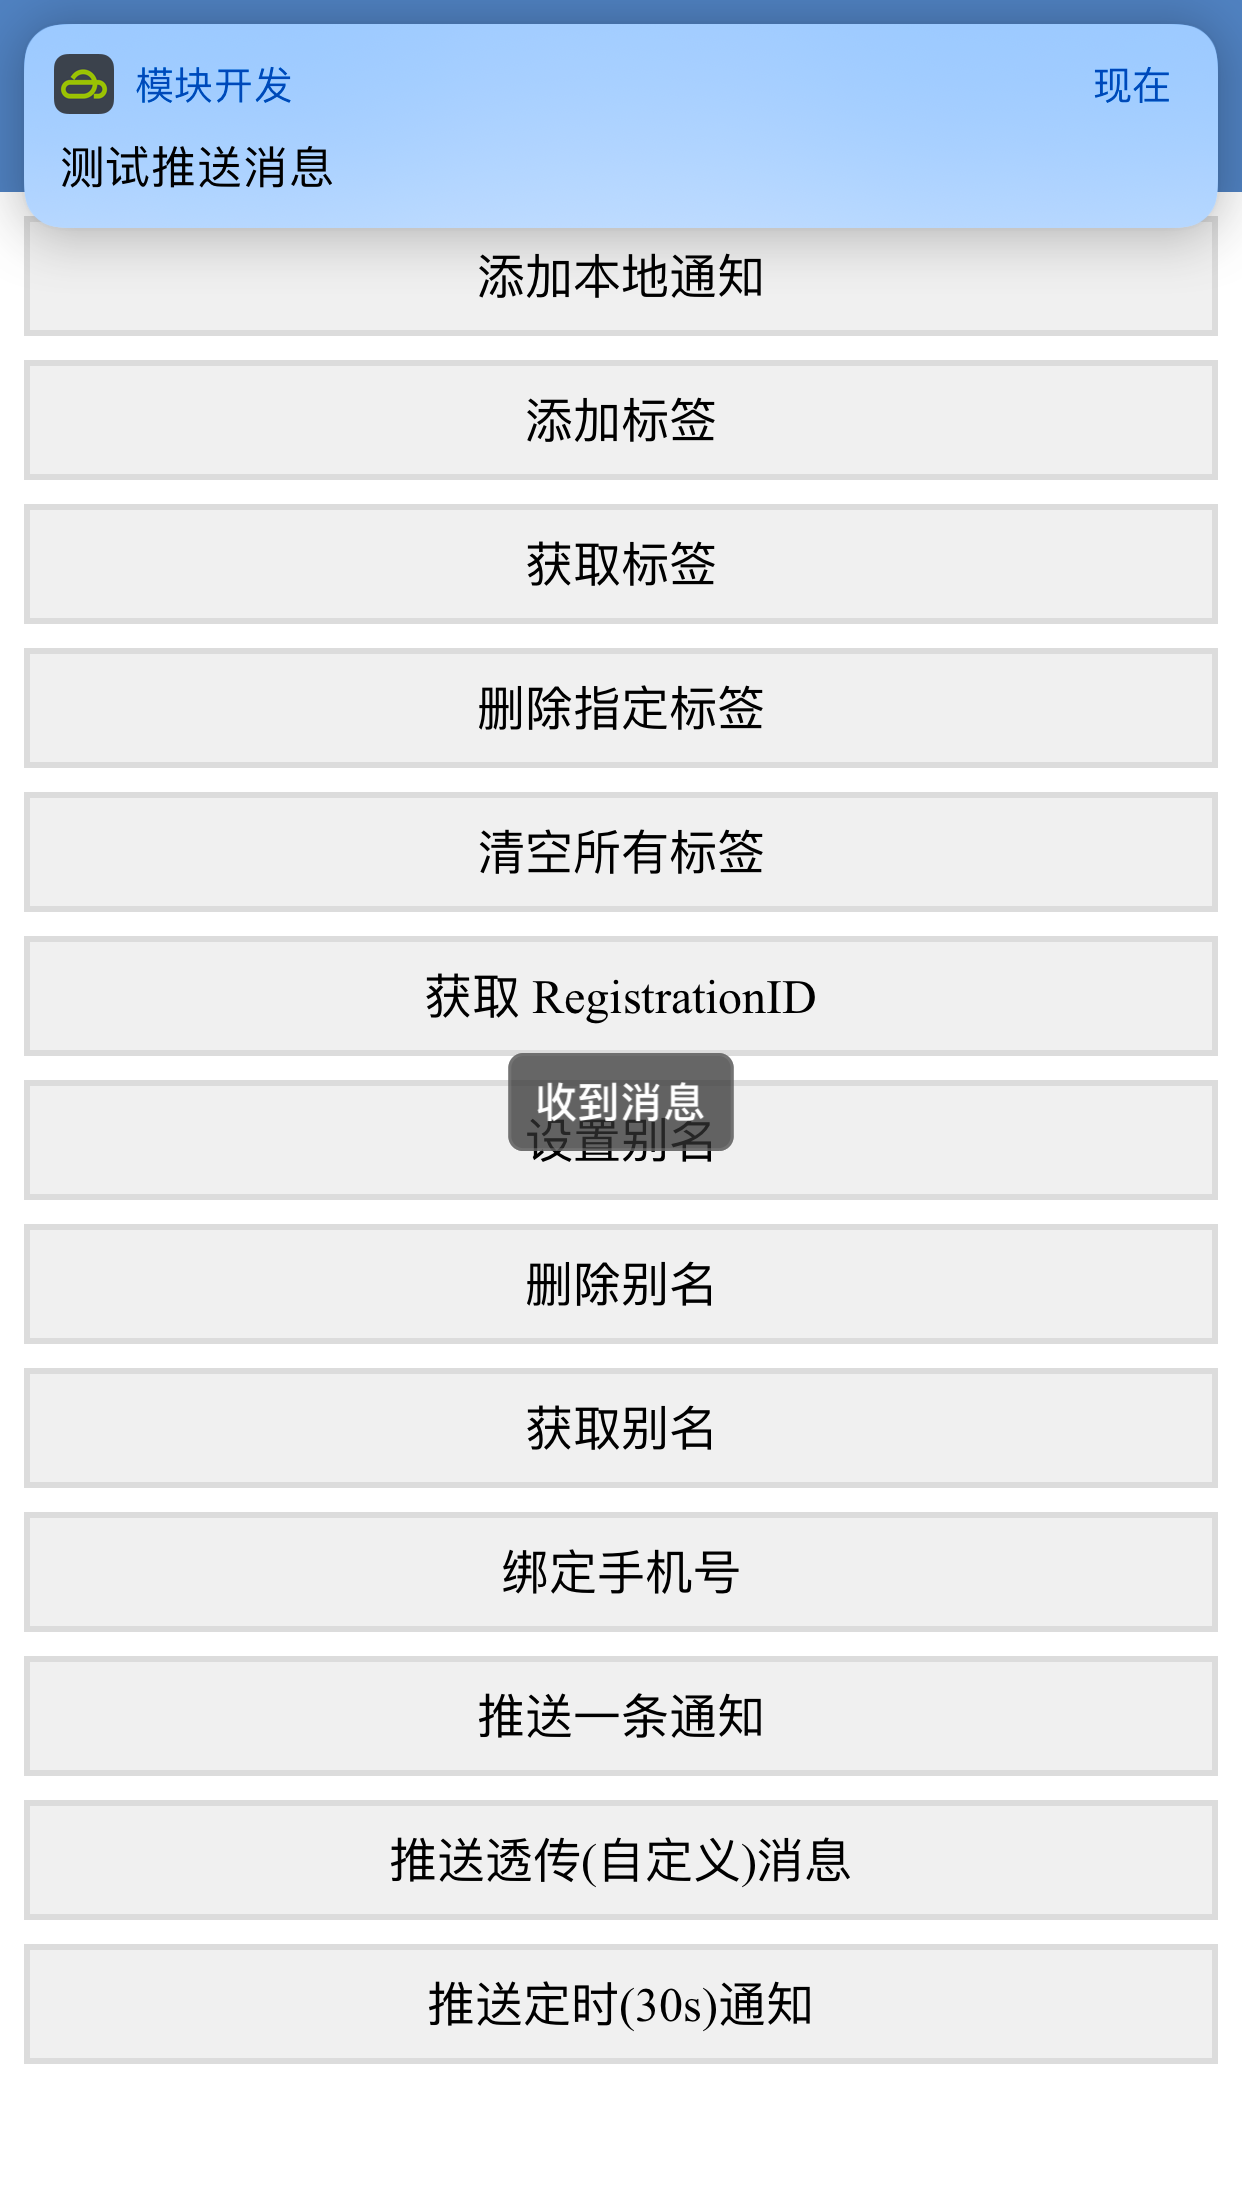 模块开发 现在
测试推送消息
添加本地通知
添加标签
获取标签
删除指定标签
清空所有标签
获取 RegistrationID
收到消息
设置别名
删除别名
获取别名
绑定手机号
推送一条通知
推送透传(自定义)消息
推送定时(30s)通知